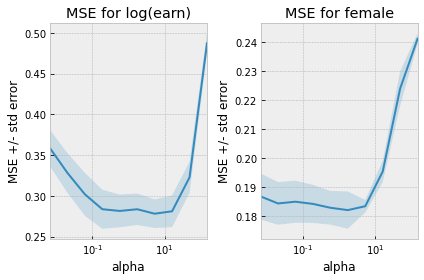 MSE for log(earn)
MSE +/- std error
0.50
0.45
0.40
0.35
0.30
0.25
10⁻¹
10¹
alpha
MSE for female
MSE +/- std error
0.24
0.23
0.22
0.21
0.20
0.19
0.18
10⁻¹
10¹
alpha